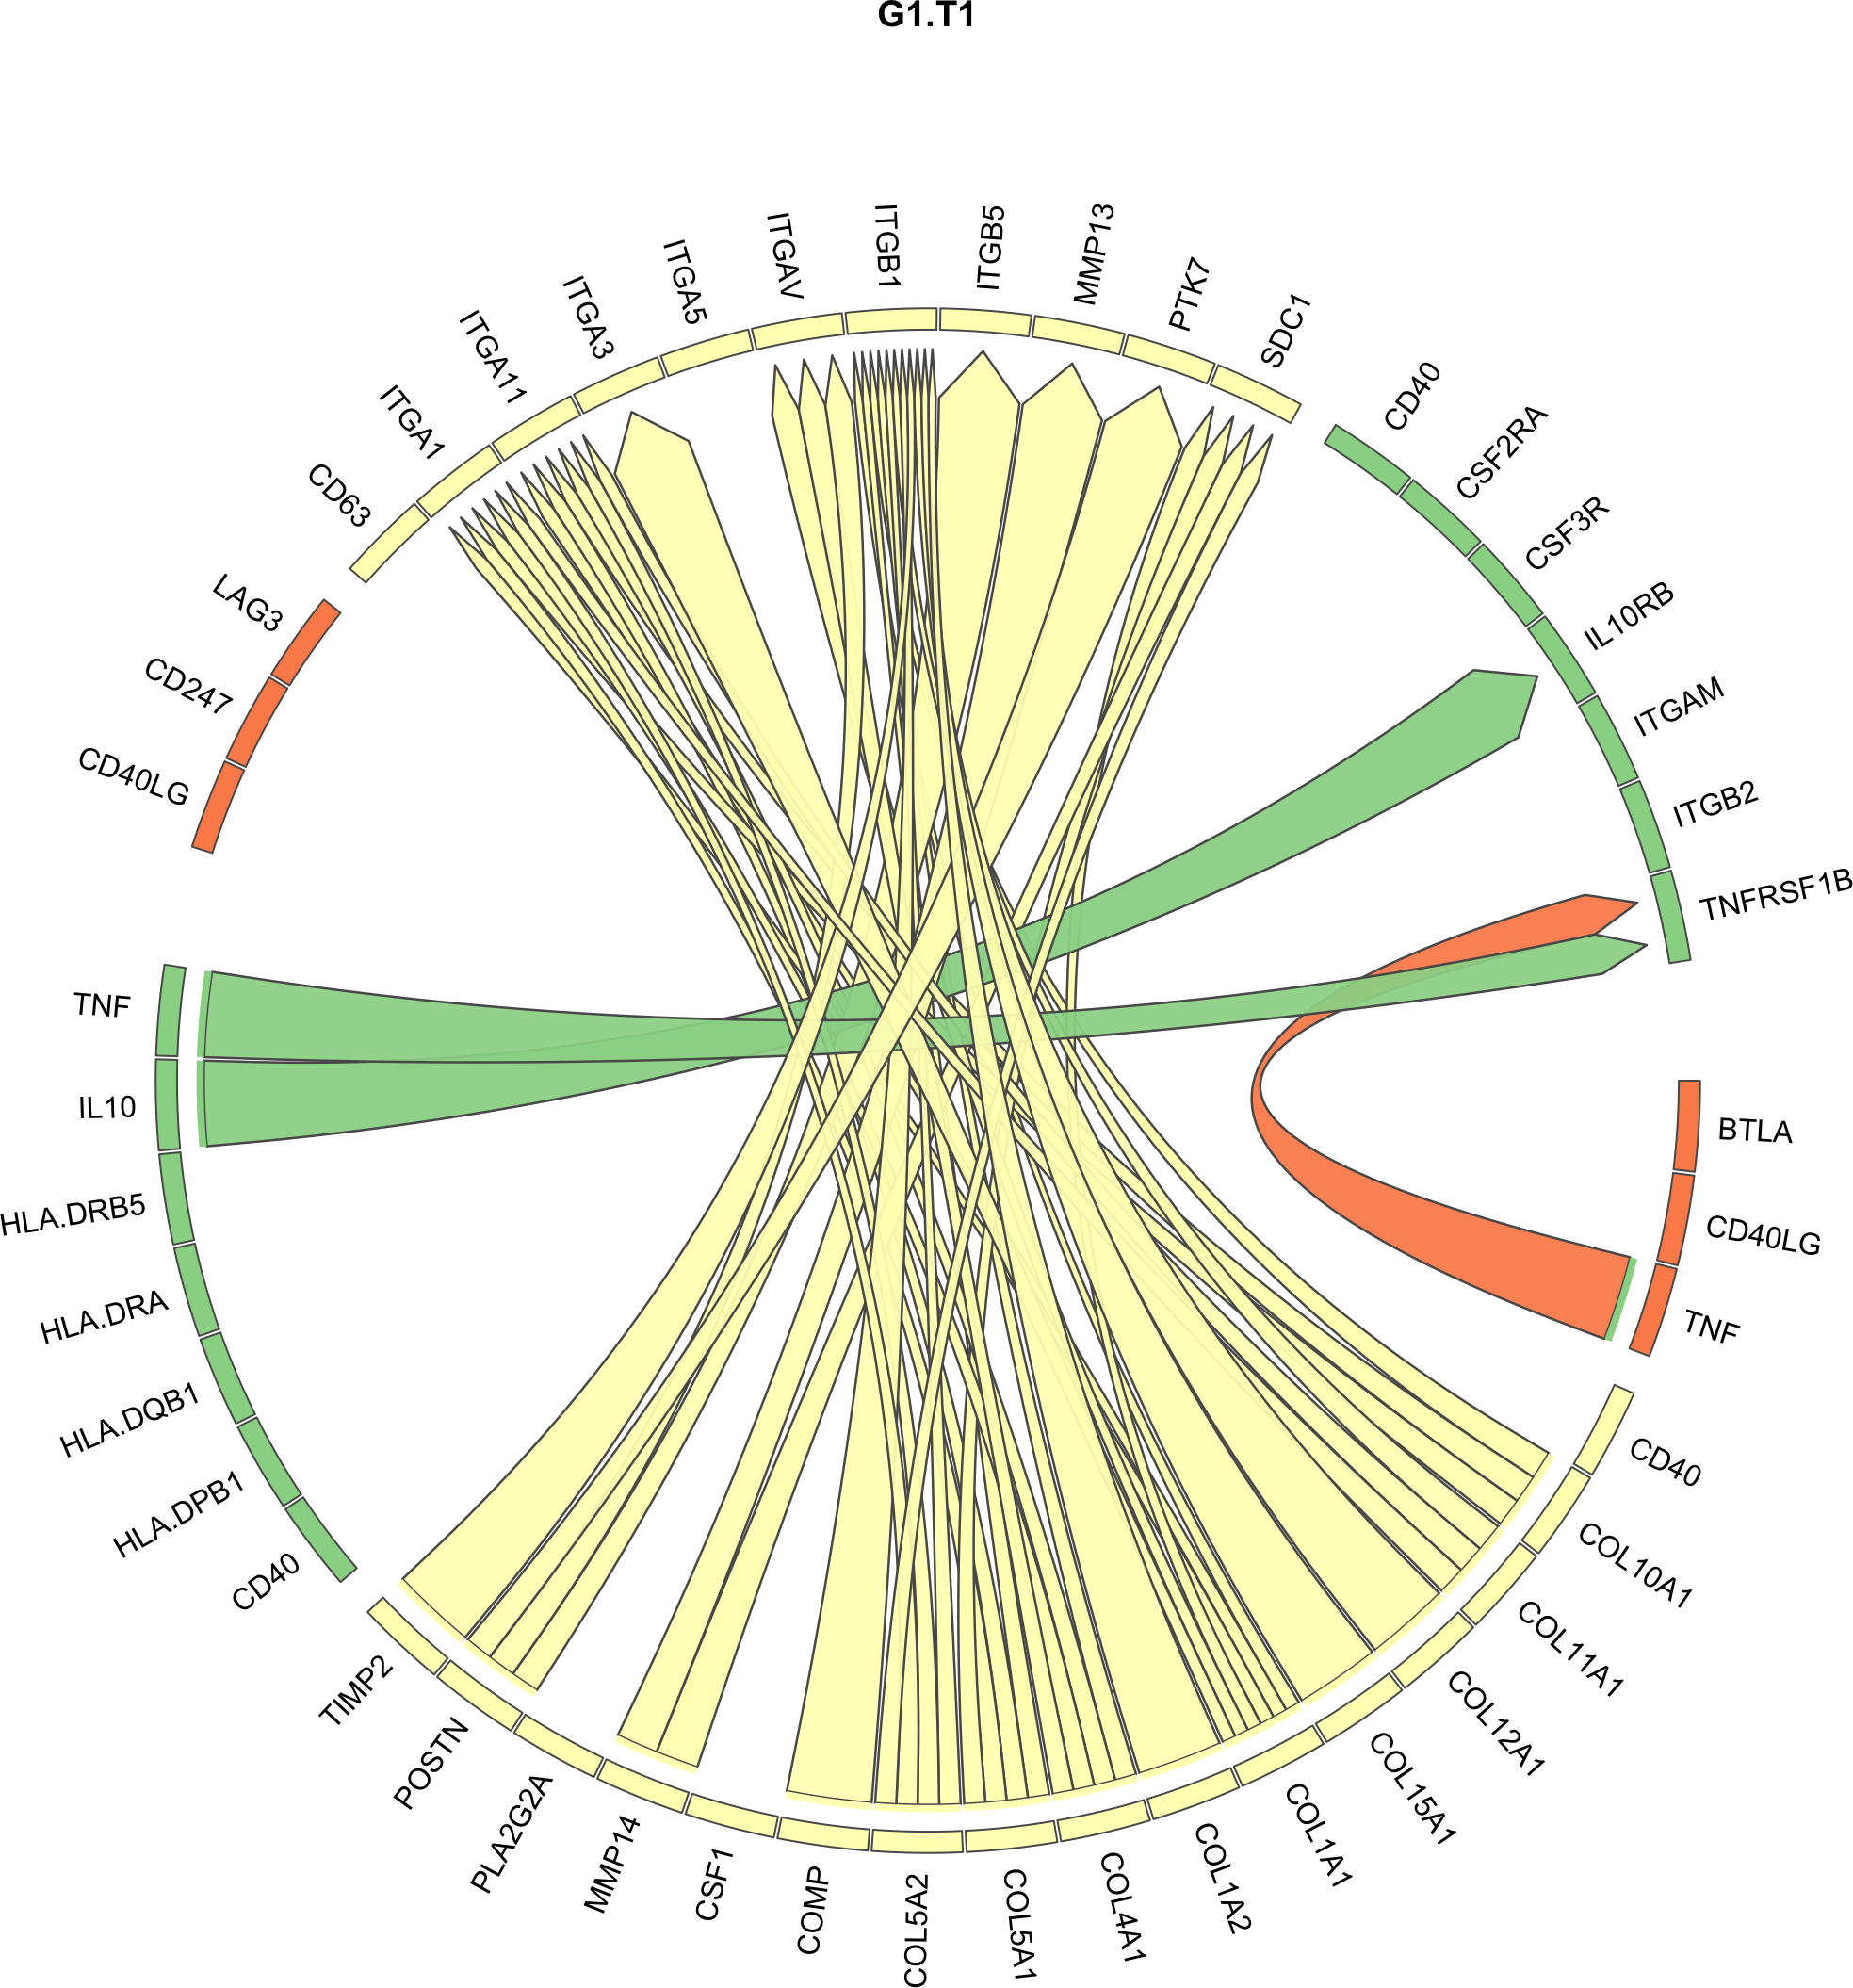 G1.T1
CD63
ITGA1
ITGA11
ITGA3
ITGA5
ITGAV
ITGB1
ITGB5
MMP13
PTK7
SDC1
CD40
CSF2RA
CSF3R
IL10RB
ITGAM
ITGB2
TNFRSF1B
BTLA
CD40LG
TNF
CD40
COL10A1
COL11A1
COL12A1
COL15A1
COL1A1
COL1A2
COL4A1
COL5A1
COL5A2
COMP
CSF1
MMP14
PLA2G2A
POSTN
TIMP2
CD40
HLA.DPB1
HLA.DQB1
HLA.DRA
HLA.DRB5
IL10
TNF
CD40LG
CD247
LAG3